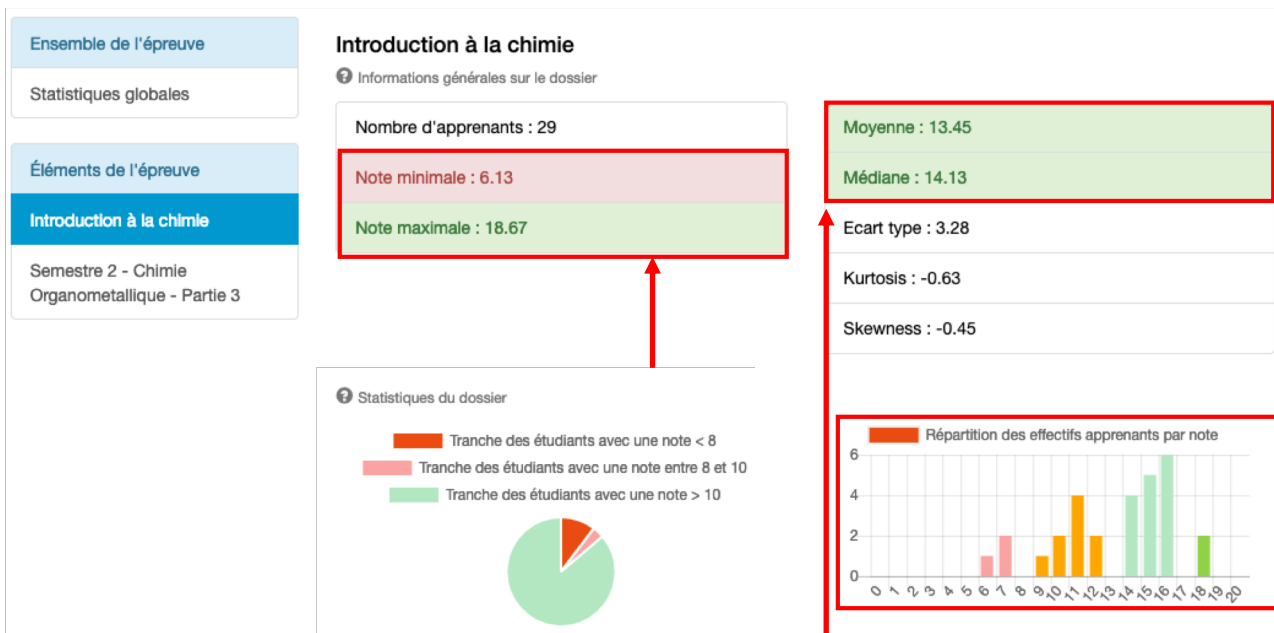 Ensemble de l'épreuve
Statistiques globales
Éléments de l'épreuve
Introduction à la chimie
Semestre 2 - Chimie
Organometallique - Partie 3
Introduction à la chimie
Informations générales sur le dossier
Nombre d'apprenants : 29
Note minimale : 6.13
Note maximale : 18.67
Moyenne : 13.45
Médiane : 14.13
Ecart type : 3.28
Kurtosis : -0.63
Skewness : -0.45
Statistiques du dossier
Tranche des étudiants avec une note < 8
Tranche des étudiants avec une note entre 8 et 10
Tranche des étudiants avec une note > 10
Répartition des effectifs apprenants par note
6
4
2
0
0 1 2 3 4 5 6 7 8 9 10 11 12 13 14 15 16 17 18 19 20